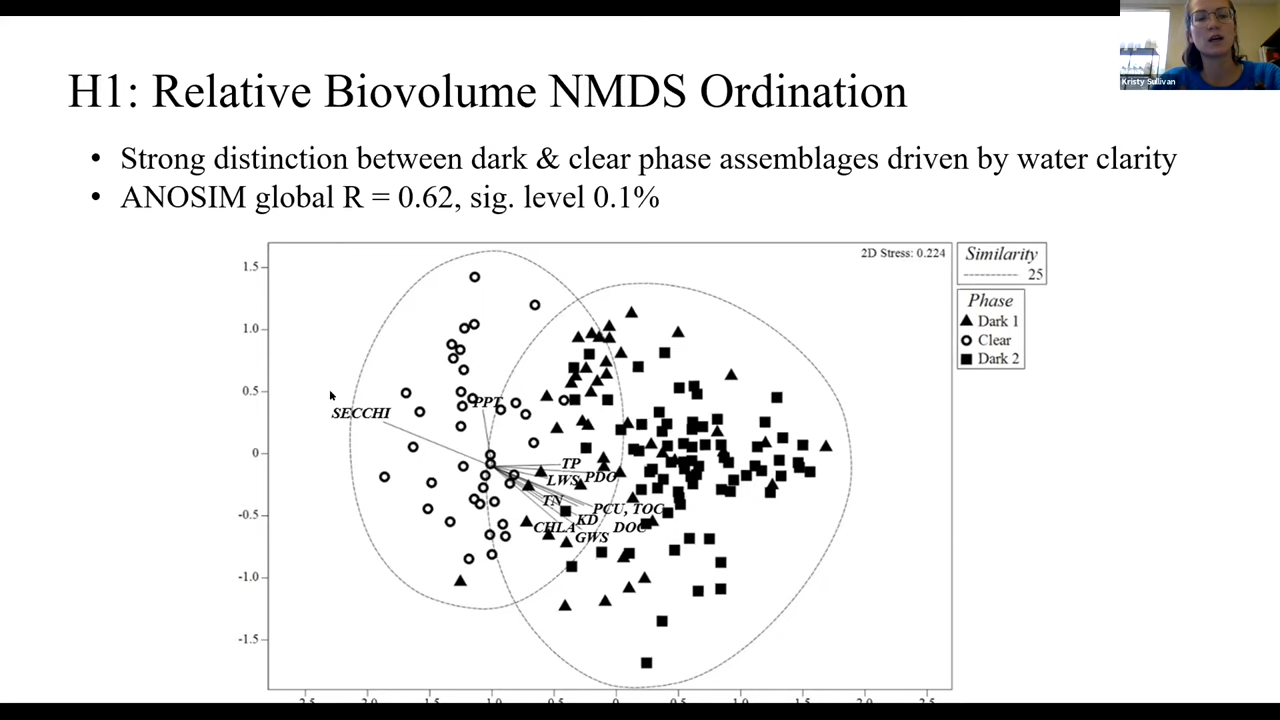 Kristy Sullivan
H1: Relative Biovolume NMDS Ordination
• Strong distinction between dark & clear phase assemblages driven by water clarity
• ANOSIM global R = 0.62, sig. level 0.1%
2D Stress: 0.224
Similarity
25
Phase
Dark 1
Clear
Dark 2
1.5
1.0
0.5
0
-0.5
-1.0
-1.5
SECCHI
PPT
TP
LWS
PDO
TN
PCU, TOC
KD
CHLA
DOC
GWS